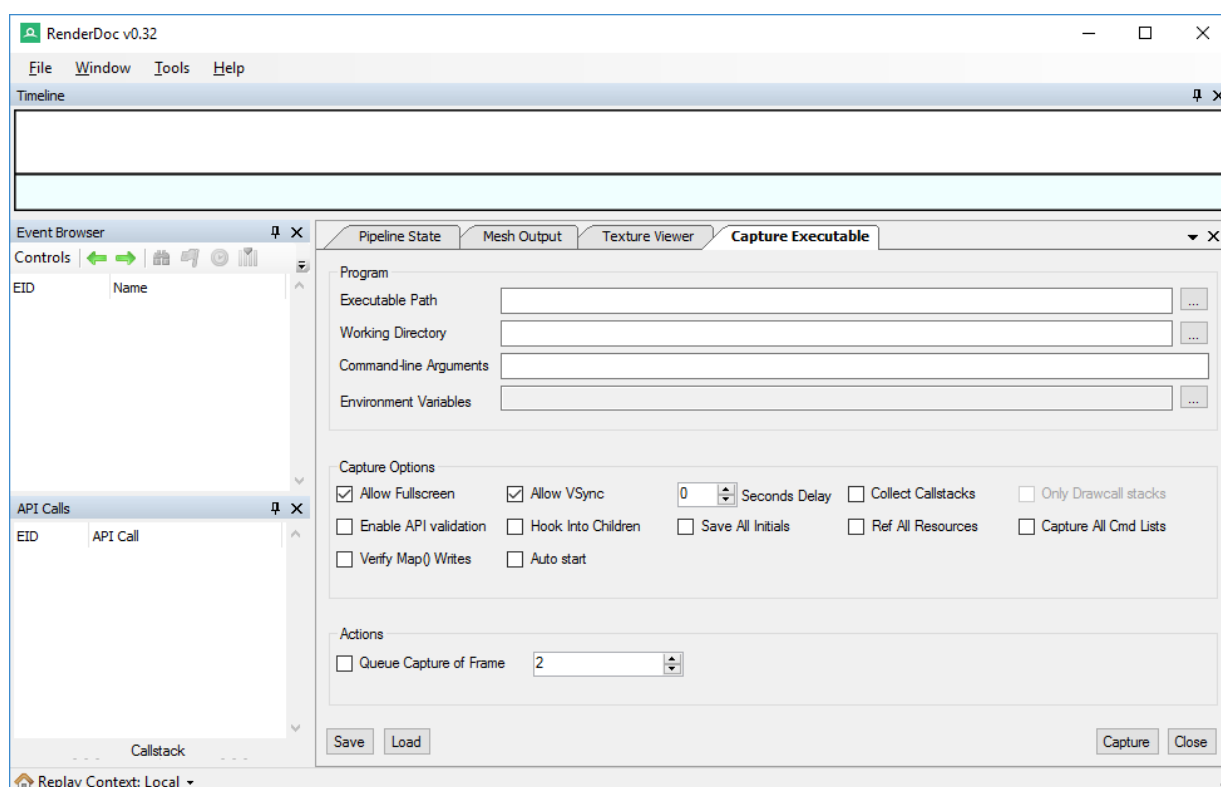 RenderDoc v0.32
File Window Tools Help
Timeline
Event Browser
Controls
EID Name
API Calls
EID API Call
Callstack
Pipeline State Mesh Output Texture Viewer Capture Executable
Program
Executable Path ...
Working Directory ...
Command-line Arguments
Environment Variables ...
Capture Options
Allow Fullscreen Allow VSync 0 Seconds Delay Collect Callstacks Only Drawcall stacks
Enable API validation Hook Into Children Save All Initials Ref All Resources Capture All Cmd Lists
Verify Map() Writes Auto start
Actions
Queue Capture of Frame 2
Save Load Capture Close
Replay Context: Local